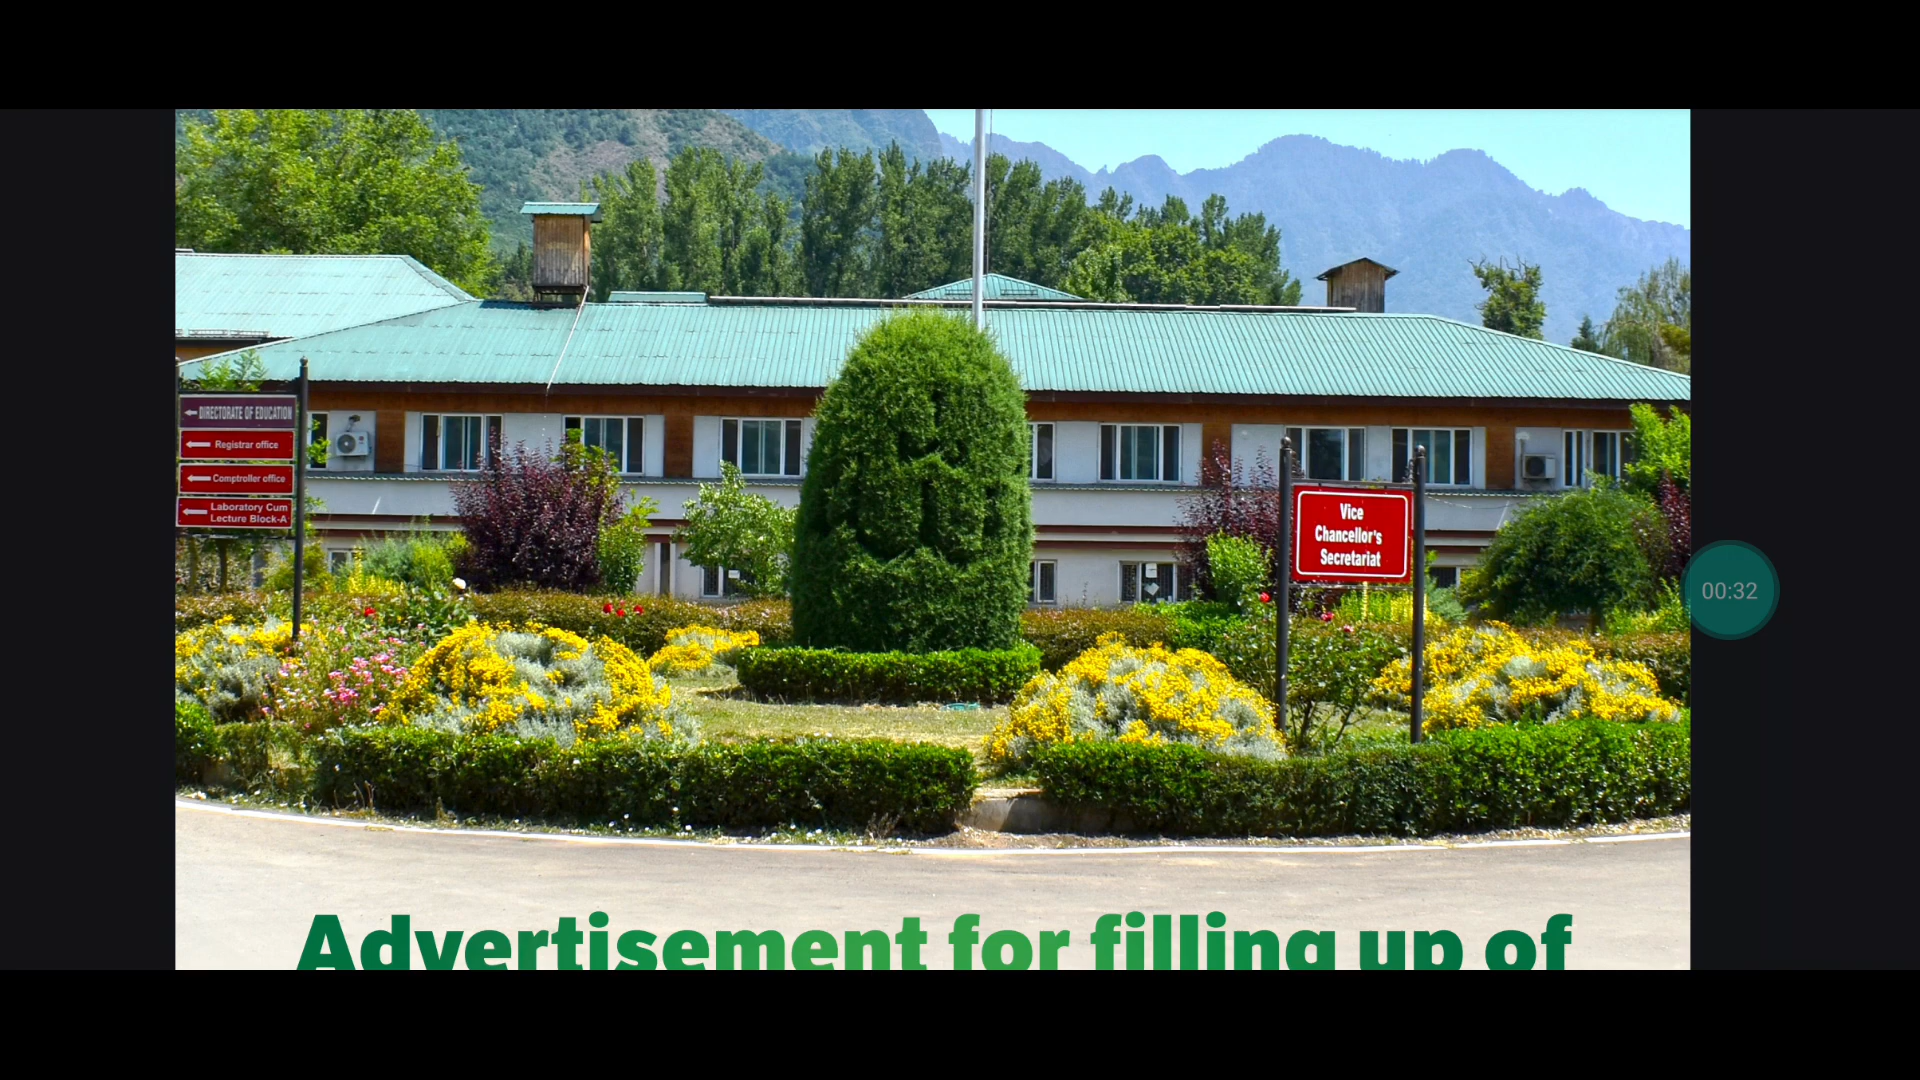 DIRECTORATE OF EDUCATION
Registrar office
Comptroller office
Laboratory Cum
Lecture Block-A
Vice
Chancellor's
Secretariat
00:32
Advertisement for filling up of